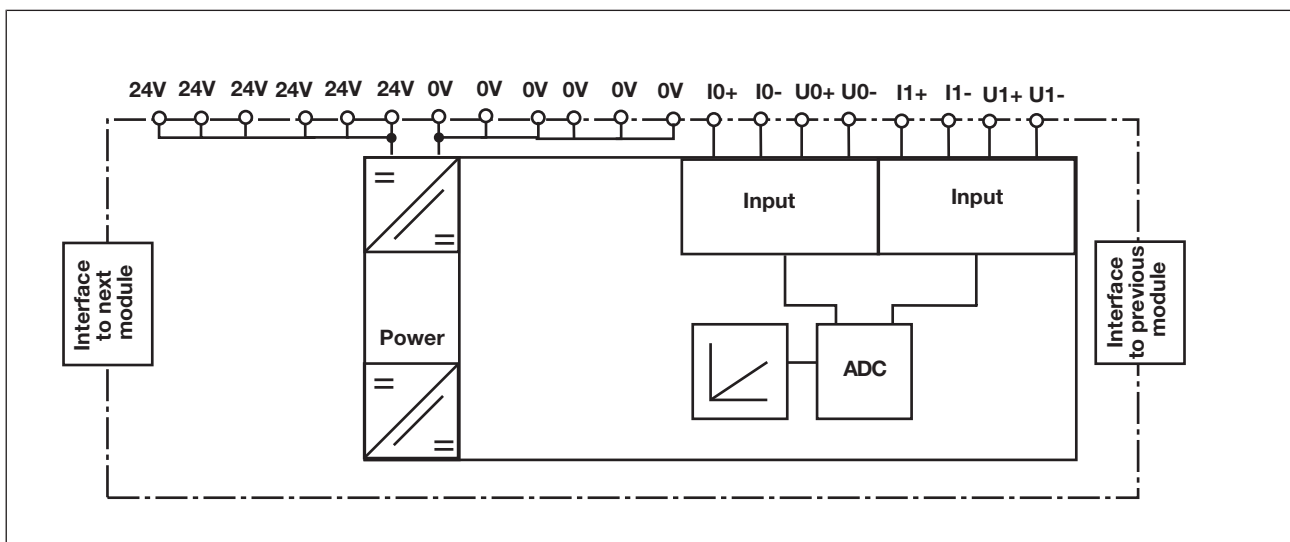 24V 24V 24V 24V 24V 24V 0V 0V 0V 0V 0V 0V I0+ I0- U0+ U0- I1+ I1- U1+ U1-
Input
Input
Interface
to next
module
Interface
to previous
module
Power
ADC